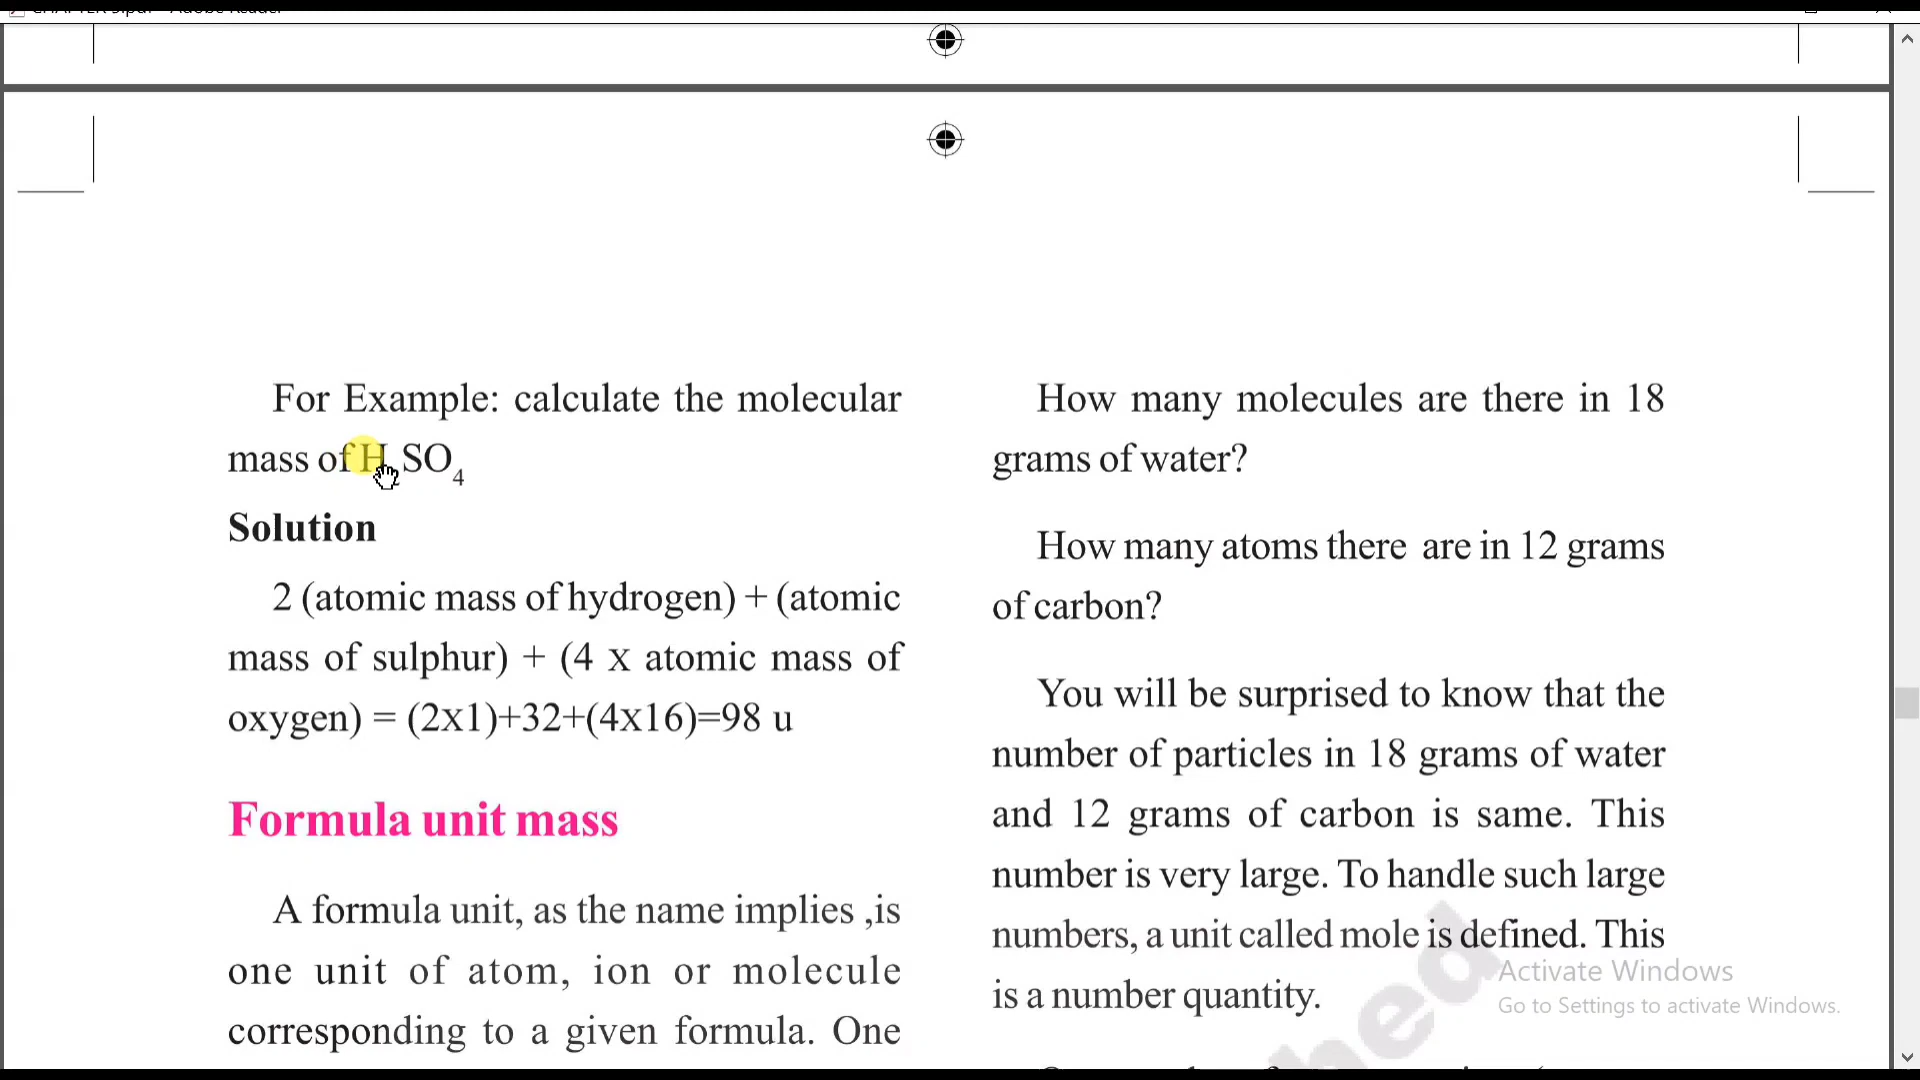 For Example: calculate the molecular
mass of H SO4
Solution
2 (atomic mass of hydrogen) + (atomic
mass of sulphur) + (4 x atomic mass of
oxygen) = (2x1)+32+(4x16)=98 u
Formula unit mass
A formula unit, as the name implies ,is
one unit of atom, ion or molecule
corresponding to a given formula. One
How many molecules are there in 18
grams of water?
How many atoms there are in 12 grams
of carbon?
You will be surprised to know that the
number of particles in 18 grams of water
and 12 grams of carbon is same. This
number is very large. To handle such large
numbers, a unit called mole is defined. This
is a number quantity.
Activate Windows
Go to Settings to activate Windows.